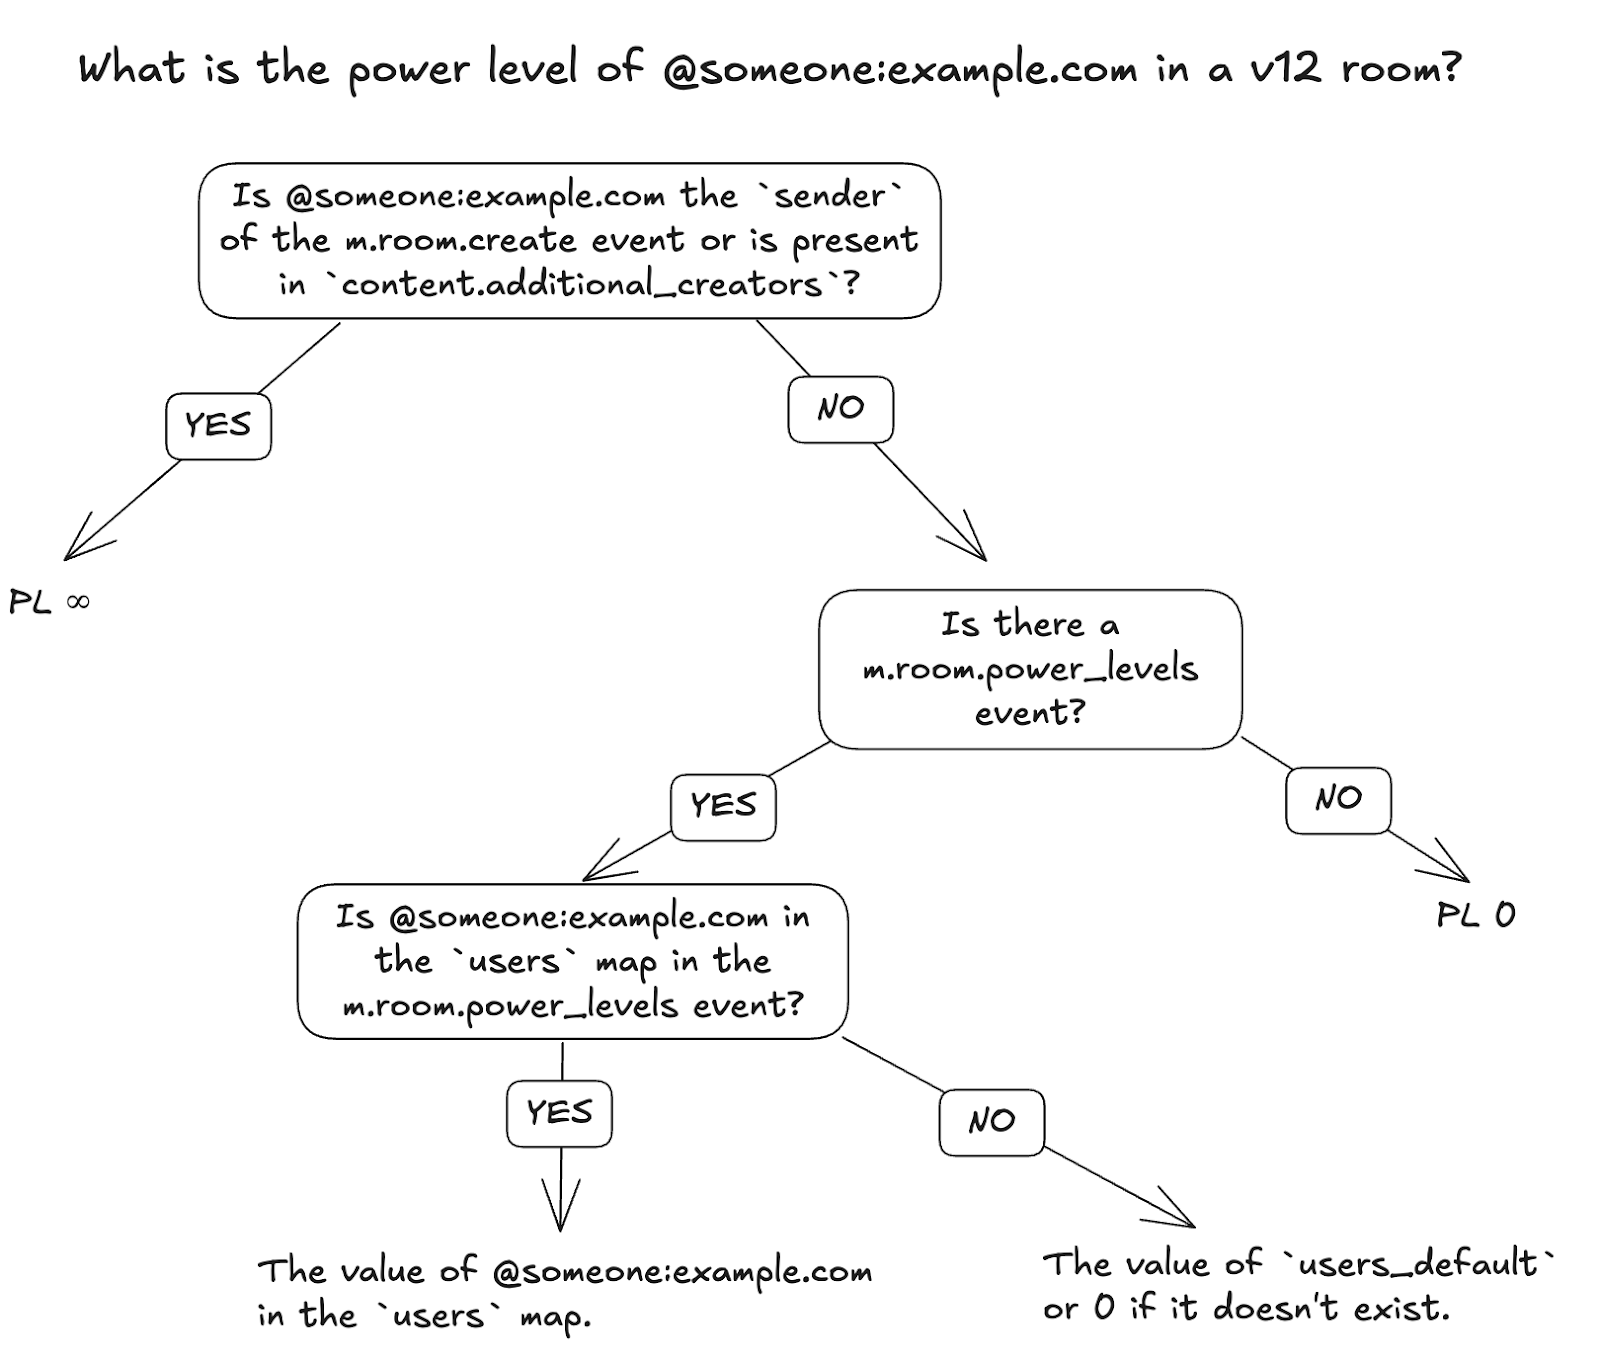 What is the power level of @someone:example.com in a v12 room?
Is @someone:example.com the `sender`
of the m.room.create event or is present
in `content.additional_creators`?
YES
NO
PL ∞
Is there a
m.room.power_levels
event?
YES
NO
Is @someone:example.com in
the `users` map in the
m.room.power_levels event?
PL 0
YES
NO
The value of @someone:example.com
in the `users` map.
The value of `users_default`
or 0 if it doesn't exist.